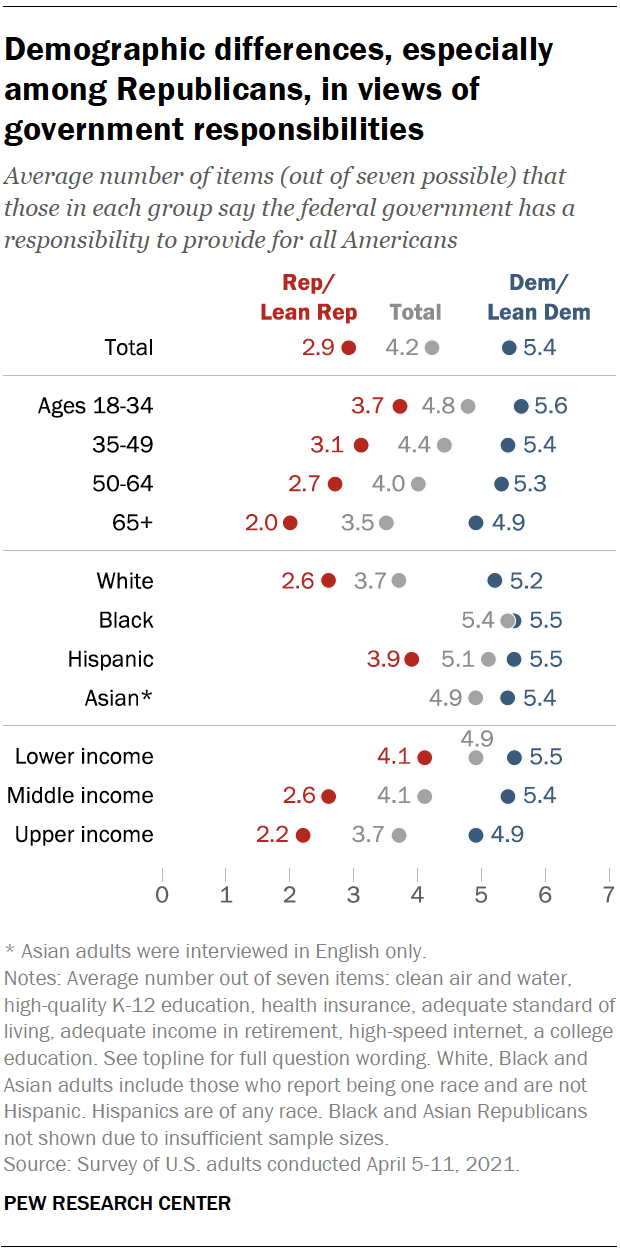 Demographic differences, especially
among Republicans, in views of
government responsibilities
Average number of items (out of seven possible) that
those in each group say the federal government has a
responsibility to provide for all Americans
Rep/ Dem/
Lean Rep Total Lean Dem
Total 2.9 4.2 5.4
Ages 18-34 3.7 4.8 5.6
35-49 3.1 4.4 5.4
50-64 2.7 4.0 5.3
65+ 2.0 3.5 4.9
White 2.6 3.7 5.2
Black 5.4 5.5
Hispanic 3.9 5.1 5.5
Asian* 4.9 5.4
Lower income 4.1 4.9 5.5
Middle income 2.6 4.1 5.4
Upper income 2.2 3.7 4.9
0 1 2 3 4 5 6 7
* Asian adults were interviewed in English only.
Notes: Average number out of seven items: clean air and water,
high-quality K-12 education, health insurance, adequate standard of
living, adequate income in retirement, high-speed internet, a college
education. See topline for full question wording. White, Black and
Asian adults include those who report being one race and are not
Hispanic. Hispanics are of any race. Black and Asian Republicans
not shown due to insufficient sample sizes.
Source: Survey of U.S. adults conducted April 5-11, 2021.
PEW RESEARCH CENTER